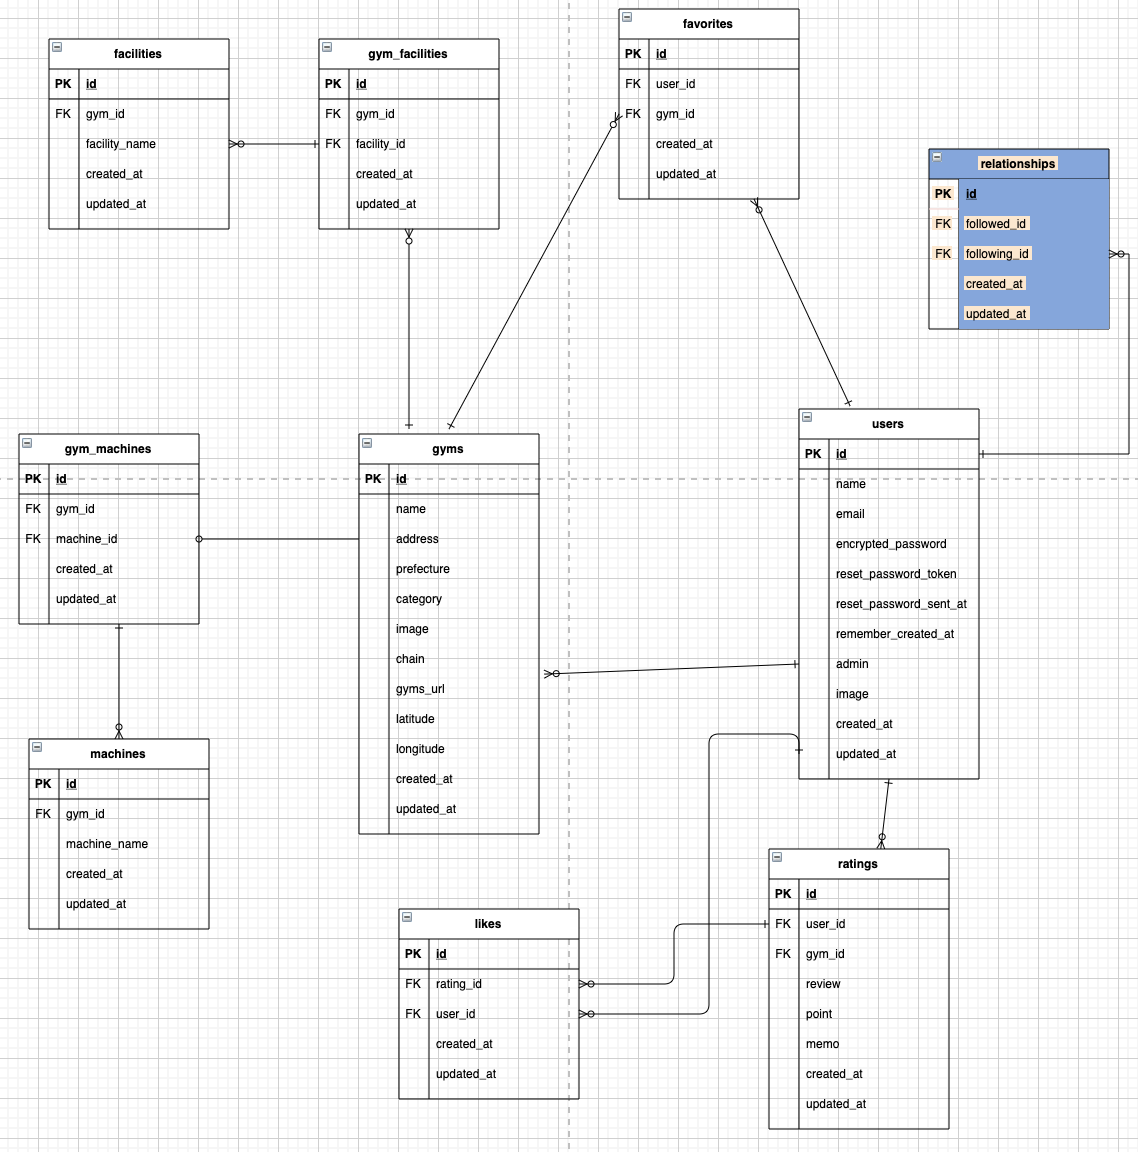 facilities
PK id
FK gym_id
facility_name
created_at
updated_at
gym_facilities
PK id
FK gym_id
FK facility_id
created_at
updated_at
favorites
PK id
FK user_id
FK gym_id
created_at
updated_at
relationships
PK id
FK followed_id
FK following_id
created_at
updated_at
gym_machines
PK id
FK gym_id
FK machine_id
created_at
updated_at
gyms
PK id
name
address
prefecture
category
image
chain
gyms_url
latitude
longitude
created_at
updated_at
users
PK id
name
email
encrypted_password
reset_password_token
reset_password_sent_at
remember_created_at
admin
image
created_at
updated_at
machines
PK id
FK gym_id
machine_name
created_at
updated_at
likes
PK id
FK rating_id
FK user_id
created_at
updated_at
ratings
PK id
FK user_id
FK gym_id
review
point
memo
created_at
updated_at